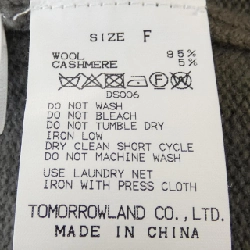 SIZE F
WOOL 95%
CASHMERE 5%
DS006
DO NOT WASH
DO NOT BLEACH
DO NOT TUMBLE DRY
IRON LOW
DRY CLEAN SHORT CYCLE
DO NOT MACHINE WASH
USE LAUNDRY NET
IRON WITH PRESS CLOTH
TOMORROWLAND CO.,LTD.
MADE IN CHINA